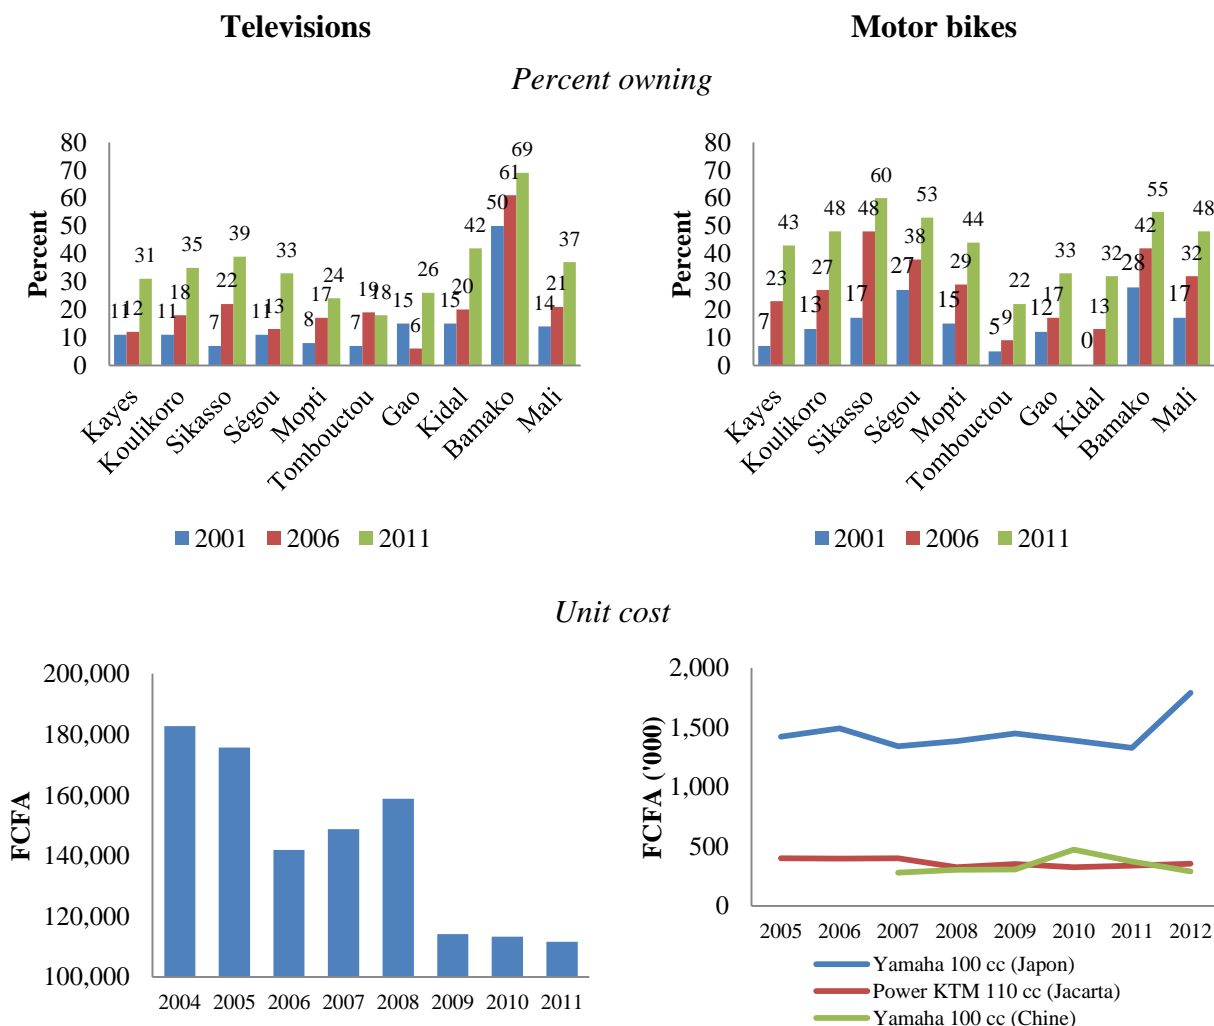 Televisions
Motor bikes
Percent owning
Percent
80
70
60
50
40
30
20
10
0
11 12 31
11 18 35
7 22 39
11 13 33
8 17 24
7 19 18
15 6 26
15 20 42
50 61 69
14 21 37
Kayes
Koulikoro
Sikasso
Ségou
Mopti
Tombouctou
Gao
Kidal
Bamako
Mali
2001 2006 2011
Percent
80
70
60
50
40
30
20
10
0
7 23 43
13 27 48
17 48 60
27 38 53
15 29 44
5 9 22
12 17 33
0 13 32
28 42 55
17 32 48
Kayes
Koulikoro
Sikasso
Ségou
Mopti
Tombouctou
Gao
Kidal
Bamako
Mali
2001 2006 2011
Unit cost
FCFA
200,000
180,000
160,000
140,000
120,000
100,000
2004 2005 2006 2007 2008 2009 2010 2011
FCFA ('000)
2,000
1,500
1,000
500
0
2005 2006 2007 2008 2009 2010 2011 2012
Yamaha 100 cc (Japon)
Power KTM 110 cc (Jacarta)
Yamaha 100 cc (Chine)